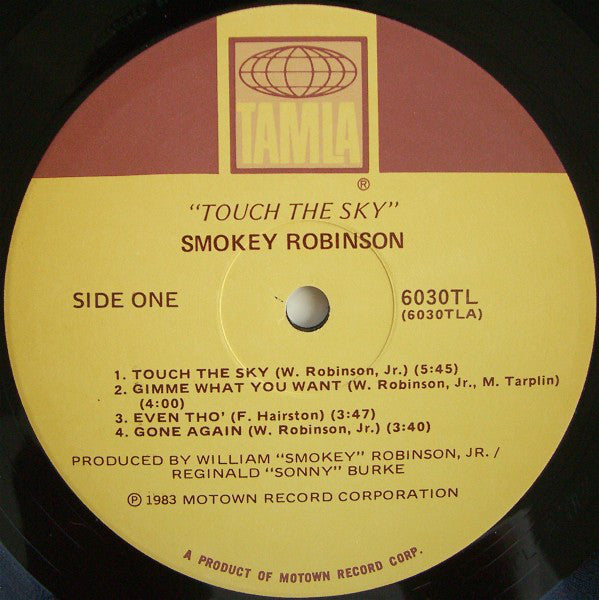 TAMLA
®
"TOUCH THE SKY"
SMOKEY ROBINSON
SIDE ONE
6030TL
(6030TLA)
1. TOUCH THE SKY (W. Robinson, Jr.) (5:45)
2. GIMME WHAT YOU WANT (W. Robinson, Jr., M. Tarplin)
(4:00)
3. EVEN THO' (F. Hairston) (3:47)
4. GONE AGAIN (W. Robinson, Jr.) (3:40)
PRODUCED BY WILLIAM "SMOKEY" ROBINSON, JR./
REGINALD "SONNY" BURKE
℗ 1983 MOTOWN RECORD CORPORATION
A PRODUCT OF MOTOWN RECORD CORP.